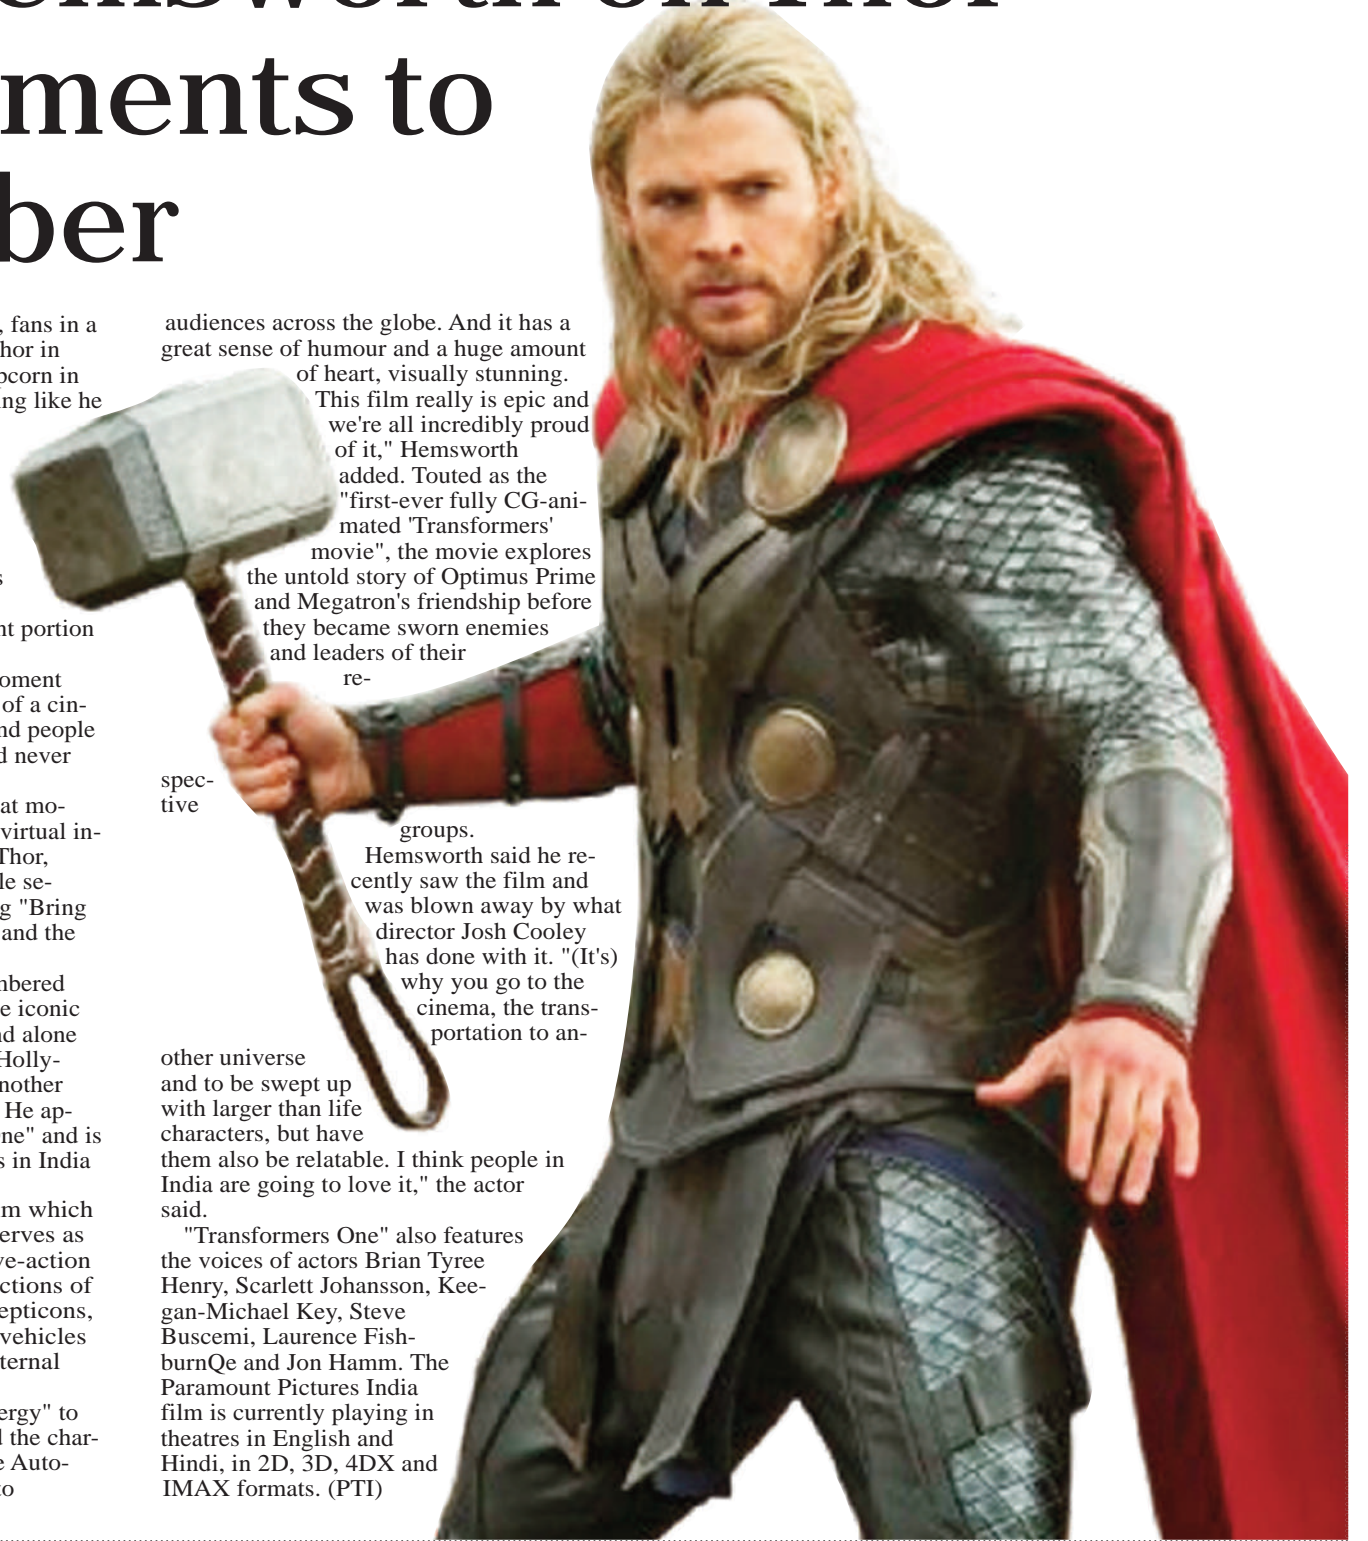 ments to
ber
, fans in a
hor in
ocorn in
ng like he
s
nt portion
oment
of a cin-
nd people
d never
at mo-
virtual in-
Thor,
le se-
g "Bring
and the
nbered
e iconic
nd alone
Holly-
nother
He ap-
ne" and is
s in India
m which
erves as
ve-action
ctions of
epticons,
vehicles
ternal
ergy" to
d the char-
e Auto-
to
audiences across the globe. And it has a
great sense of humour and a huge amount
of heart, visually stunning.
This film really is epic and
we're all incredibly proud
of it," Hemsworth
added. Touted as the
"first-ever fully CG-ani-
mated 'Transformers'
movie", the movie explores
the untold story of Optimus Prime
and Megatron's friendship before
they became sworn enemies
and leaders of their
re-
spec-
tive
groups.
Hemsworth said he re-
cently saw the film and
was blown away by what
director Josh Cooley
has done with it. "(It's)
why you go to the
cinema, the trans-
portation to an-
other universe
and to be swept up
with larger than life
characters, but have
them also be relatable. I think people in
India are going to love it," the actor
said.
"Transformers One" also features
the voices of actors Brian Tyree
Henry, Scarlett Johansson, Kee-
gan-Michael Key, Steve
Buscemi, Laurence Fish-
burnQe and Jon Hamm. The
Paramount Pictures India
film is currently playing in
theatres in English and
Hindi, in 2D, 3D, 4DX and
IMAX formats. (PTI)